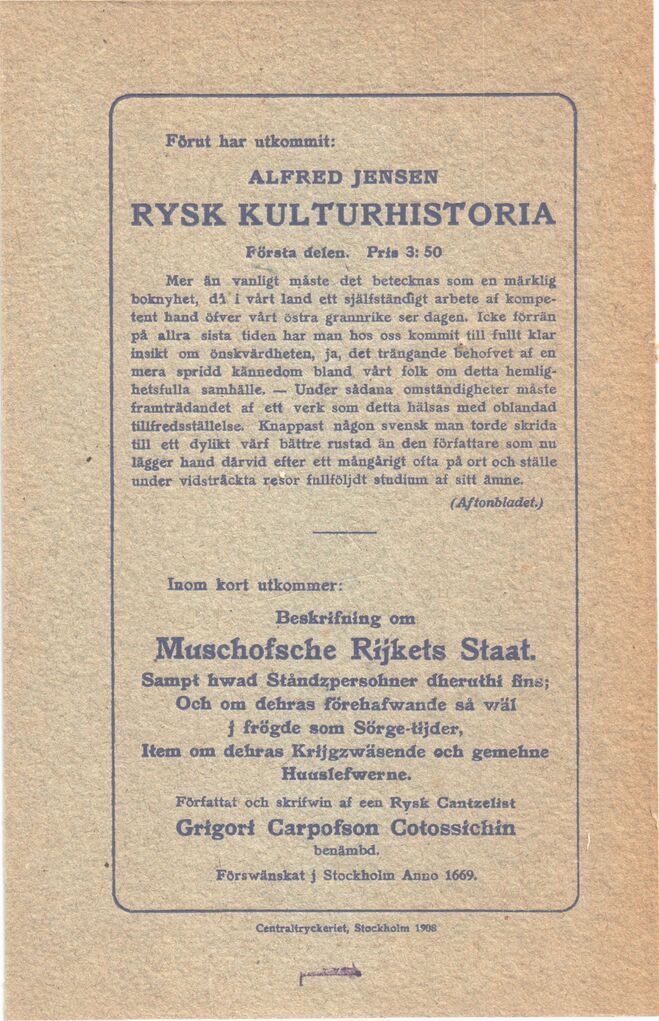 Förut har utkommit:
ALFRED JENSEN
RYSK KULTURHISTORIA
Första delen. Pris 3: 50
Mer än vanligt måste det betecknas som en märklig
boknyhet, då i vårt land ett själfständigt arbete af kompe-
tent hand öfver vårt östra grannrike ser dagen. Icke förrän
på allra sista tiden har man hos oss kommit till fullt klar
insikt om önskvärdheten, ja, det trängande behofvet af en
mera spridd kännedom bland vårt folk om detta hemlig-
hetsfulla samhälle. — Under sådana omständigheter måste
framträdandet af ett verk som detta hälsas med oblandad
tillfredsställelse. Knappast någon svensk man torde skrida
till ett dylikt värf bättre rustad än den författare som nu
lägger hand därvid efter ett mångårigt ofta på ort och ställe
under vidsträckta resor fullföljdt studium af sitt ämne.
(Aftonbladet.)
Inom kort utkommer:
Beskrifning om
Muschofsche Rijkets Staat.
Sampt hwad Ståndzpersohner dheruthi fins;
Och om dehras förehafwande så wäl
j frögde som Sörge-tijder,
Item om dehras Krijgzwäsende och gemehne
Huuslefwerne.
Författat och skrifwin af een Rysk Cantzelist
Grigori Carpofson Cotossichin
benämbd.
Förswänskat j Stockholm Anno 1669.
Centraltryckeriet, Stockholm 1908